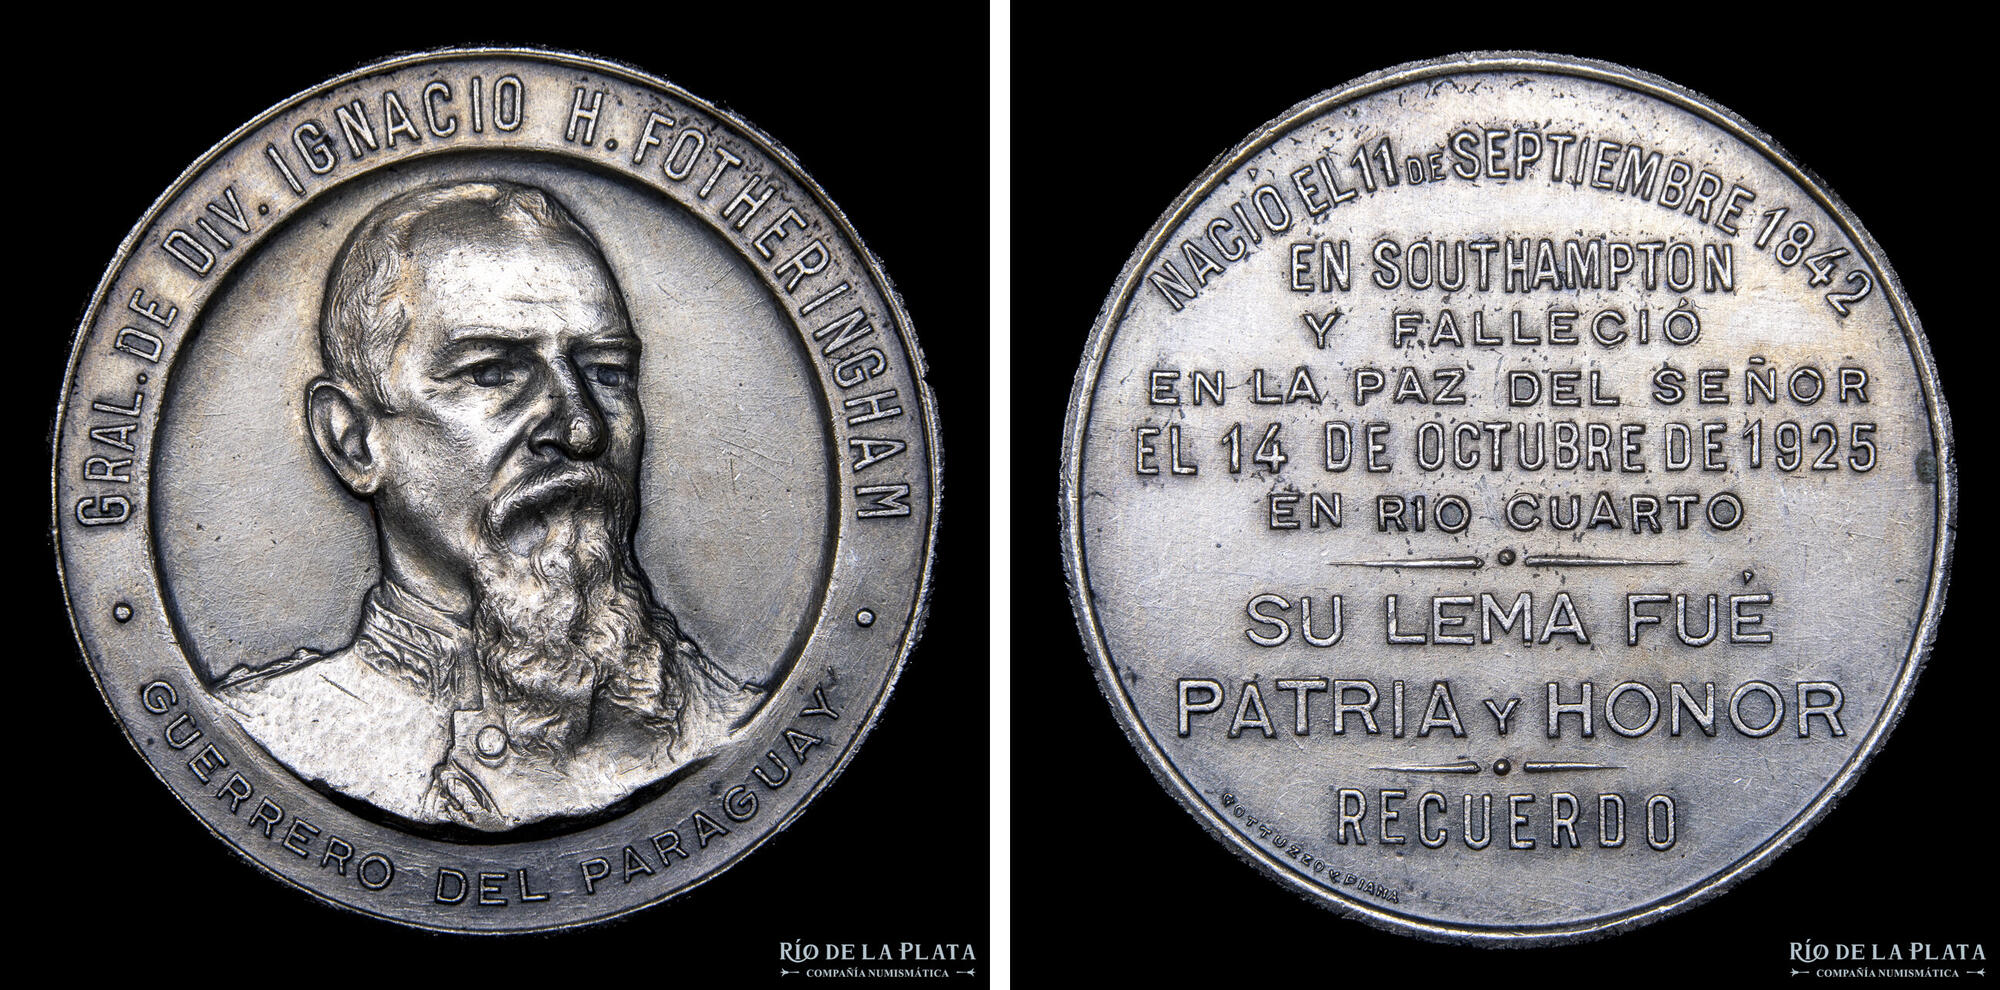 GRAL. DE DIV. IGNACIO H. FOTHERINGHAM
GUERRERO DEL PARAGUAY
RÍO DE LA PLATA
COMPAÑÍA NUMISMÁTICA
NACIÓ EL 11 DE SEPTIEMBRE 1842
EN SOUTHAMPTON
Y FALLECIÓ
EN LA PAZ DEL SEÑOR
EL 14 DE OCTUBRE DE 1925
EN RIO CUARTO
SU LEMA FUÉ
PATRIA Y HONOR
RECUERDO
GOTTUZZO Y PIANA
RÍO DE LA PLATA
COMPAÑÍA NUMISMÁTICA